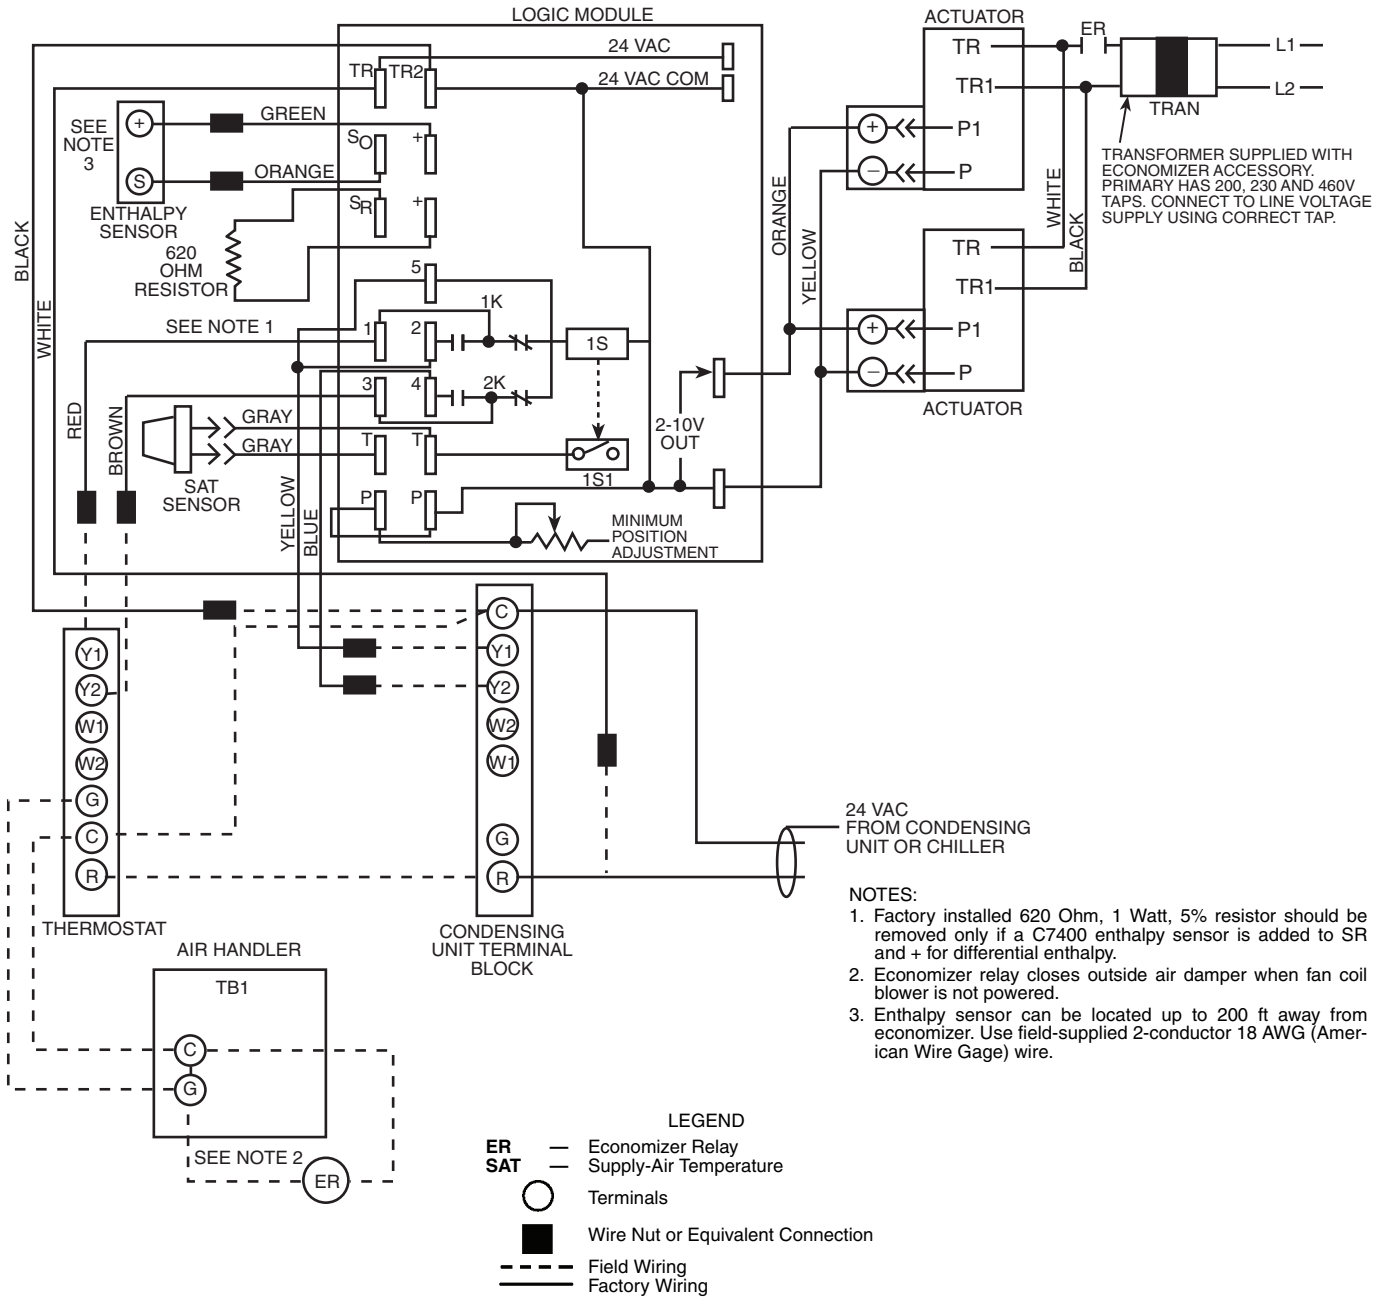 LOGIC MODULE
24 VAC
24 VAC COM
TR
TR2
SEE
NOTE
3
+
S
GREEN
ORANGE
ENTHALPY
SENSOR
SO
+
SR
+
620
OHM
RESISTOR
BLACK
WHITE
5
1K
SEE NOTE 1
1
2
1S
3
4
2K
RED
BROWN
GRAY
GRAY
T
T
1S1
SAT
SENSOR
P
P
YELLOW
BLUE
MINIMUM
POSITION
ADJUSTMENT
2-10V
OUT
ACTUATOR
TR
TR1
P1
P
+
−
ER
L1
L2
TRAN
TRANSFORMER SUPPLIED WITH
ECONOMIZER ACCESSORY.
PRIMARY HAS 200, 230 AND 460V
TAPS. CONNECT TO LINE VOLTAGE
SUPPLY USING CORRECT TAP.
ORANGE
YELLOW
WHITE
BLACK
TR
TR1
P1
P
+
−
ACTUATOR
Y1
Y2
W1
W2
G
C
R
THERMOSTAT
C
Y1
Y2
W2
W1
G
R
CONDENSING
UNIT TERMINAL
BLOCK
24 VAC
FROM CONDENSING
UNIT OR CHILLER
AIR HANDLER
TB1
C
G
SEE NOTE 2
ER
NOTES:
1. Factory installed 620 Ohm, 1 Watt, 5% resistor should be
removed only if a C7400 enthalpy sensor is added to SR
and + for differential enthalpy.
2. Economizer relay closes outside air damper when fan coil
blower is not powered.
3. Enthalpy sensor can be located up to 200 ft away from
economizer. Use field-supplied 2-conductor 18 AWG (Amer-
ican Wire Gage) wire.
LEGEND
ER — Economizer Relay
SAT — Supply-Air Temperature
Terminals
Wire Nut or Equivalent Connection
Field Wiring
Factory Wiring